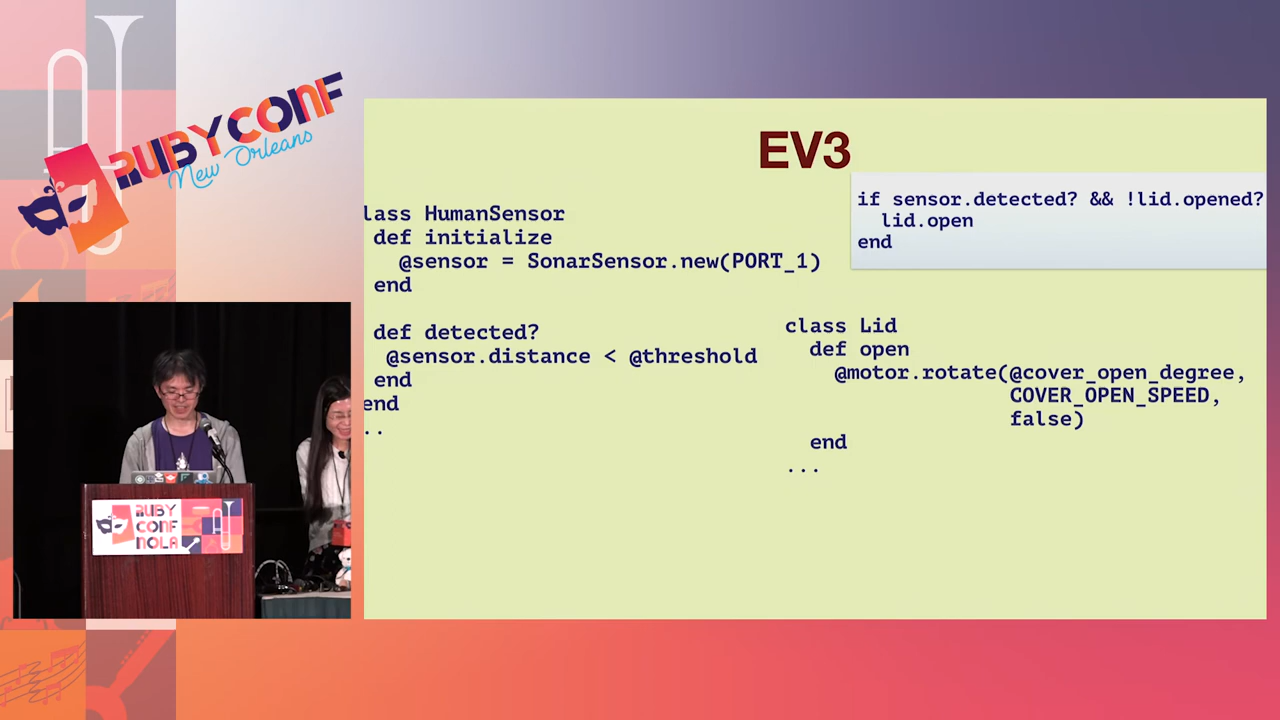 RUBYCONF
New Orleans
EV3
lass HumanSensor
def initialize
@sensor = SonarSensor.new(PORT_1)
end
def detected?
@sensor.distance < @threshold
end
end
..
if sensor.detected? && !lid.opened?
lid.open
end
class Lid
def open
@motor.rotate(@cover_open_degree,
COVER_OPEN_SPEED,
false)
end
...
RUBY
CONF
NOLA